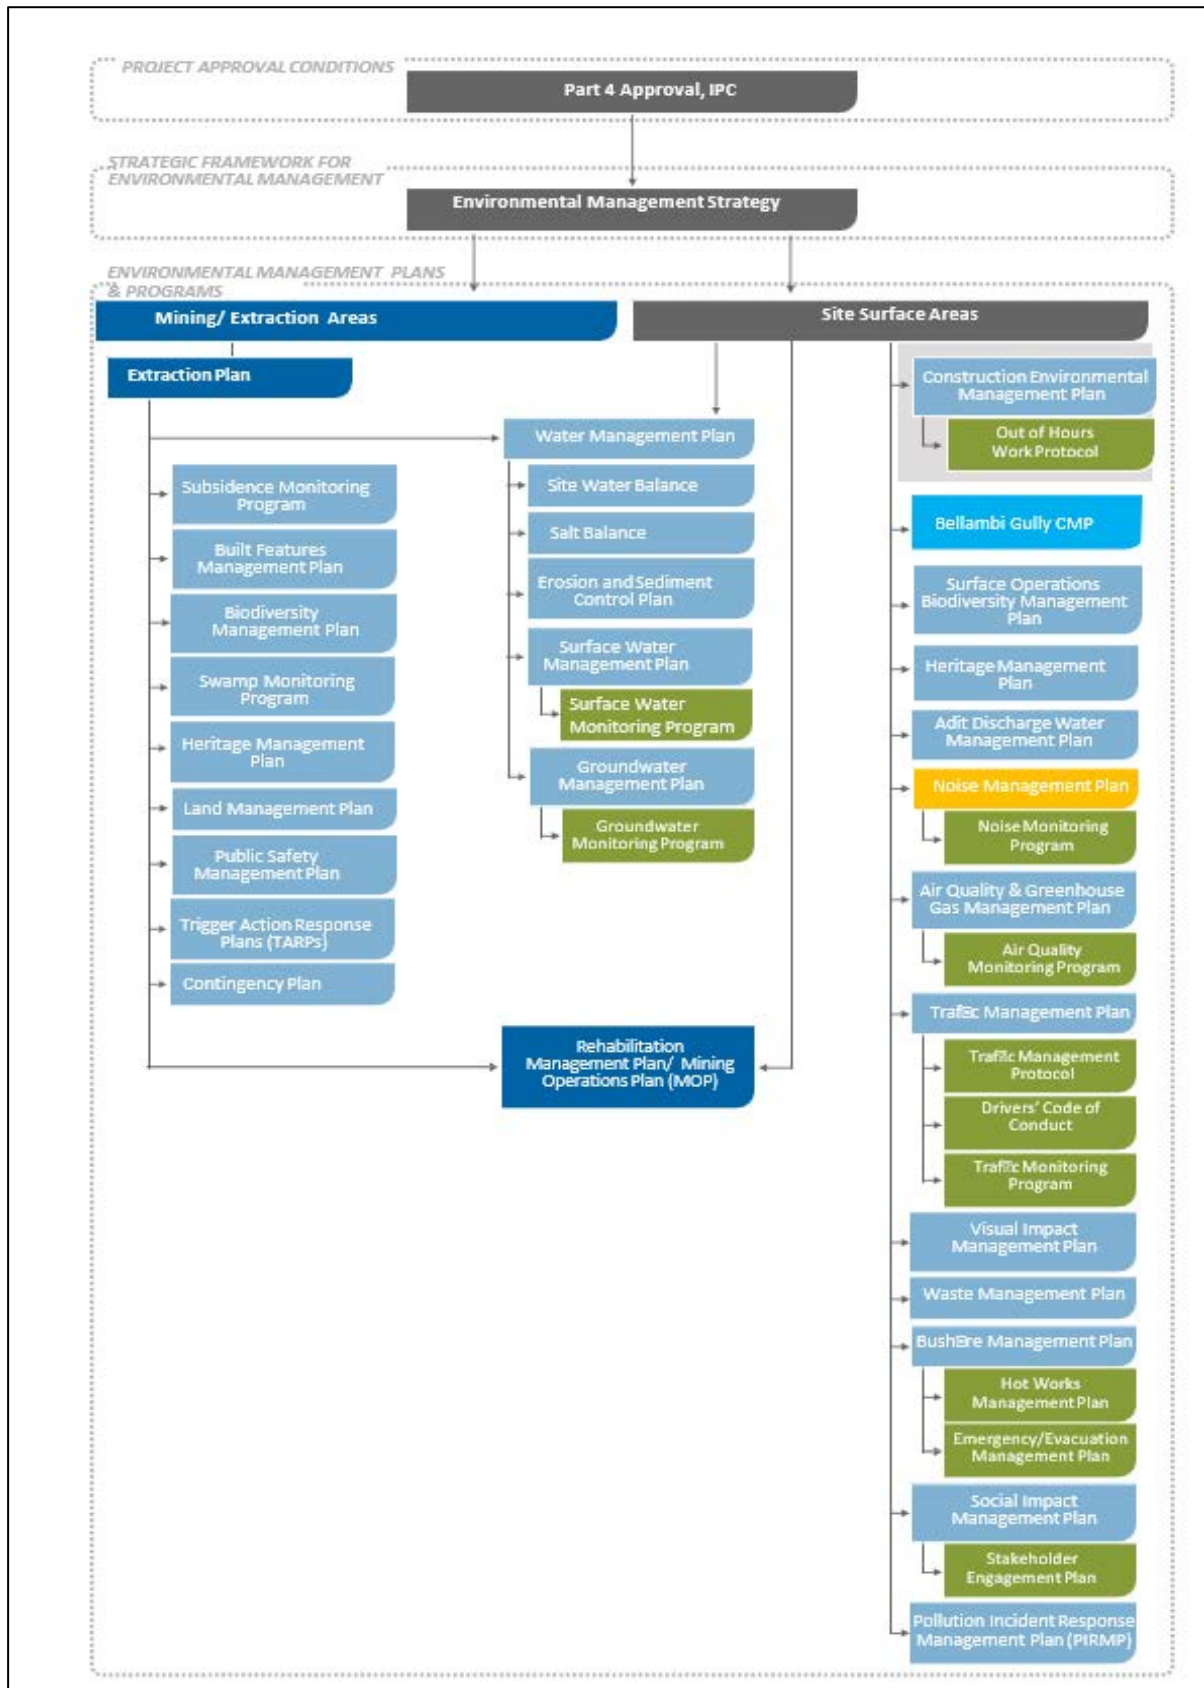 PROJECT APPROVAL CONDITIONS
Part 4 Approval, IPC
STRATEGIC FRAMEWORK FOR
ENVIRONMENTAL MANAGEMENT
Environmental Management Strategy
ENVIRONMENTAL MANAGEMENT PLANS
& PROGRAMS
Mining/ Extraction Areas
Site Surface Areas
Extraction Plan
Subsidence Monitoring
Program
Built Features
Management Plan
Biodiversity
Management Plan
Swamp Monitoring
Program
Heritage Management
Plan
Land Management Plan
Public Safety
Management Plan
Trigger Action Response
Plans (TARPs)
Contingency Plan
Water Management Plan
Site Water Balance
Salt Balance
Erosion and Sediment
Control Plan
Surface Water
Management Plan
Surface Water
Monitoring Program
Groundwater
Management Plan
Groundwater
Monitoring Program
Rehabilitation
Management Plan/ Mining
Operations Plan (MOP)
Construction Environmental
Management Plan
Out of Hours
Work Protocol
Bellambi Gully CMP
Surface Operations
Biodiversity Management
Plan
Heritage Management
Plan
Adit Discharge Water
Management Plan
Noise Management Plan
Noise Monitoring
Program
Air Quality & Greenhouse
Gas Management Plan
Air Quality
Monitoring Program
Traf⍰c Management Plan
Traf⍰c Management
Protocol
Drivers' Code of
Conduct
Traf⍰c Monitoring
Program
Visual Impact
Management Plan
Waste Management Plan
Bush⍰re Management Plan
Hot Works
Management Plan
Emergency/Evacuation
Management Plan
Social Impact
Management Plan
Stakeholder
Engagement Plan
Pollution Incident Response
Management Plan (PIRMP)